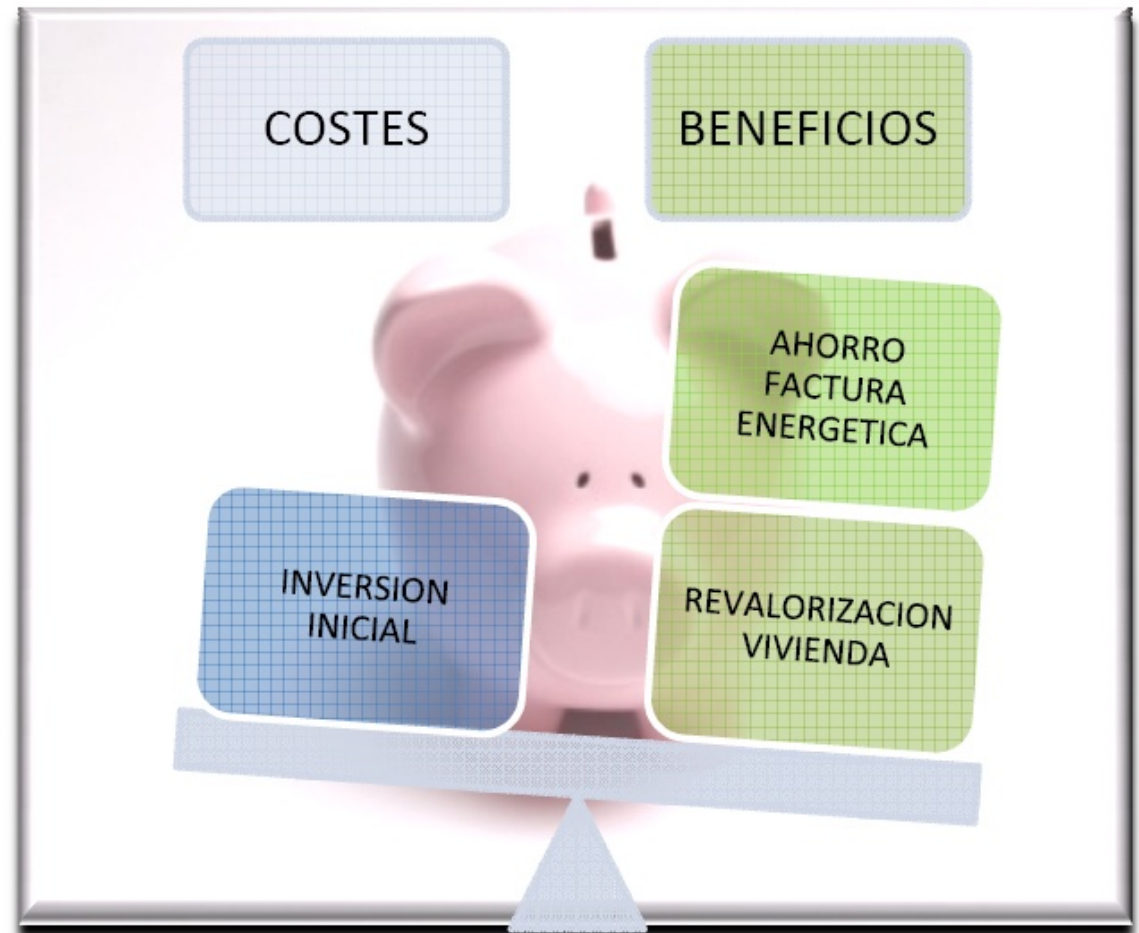 COSTES
BENEFICIOS
AHORRO
FACTURA
ENERGETICA
INVERSION
INICIAL
REVALORIZACION
VIVIENDA